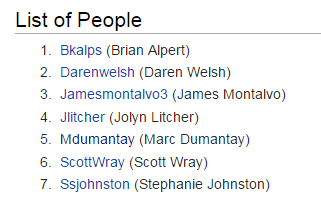 List of People
1. Bkalps (Brian Alpert)
2. Darenwelsh (Daren Welsh)
3. Jamesmontalvo3 (James Montalvo)
4. Jlitcher (Jolyn Litcher)
5. Mdumantay (Marc Dumantay)
6. ScottWray (Scott Wray)
7. Ssjohnston (Stephanie Johnston)